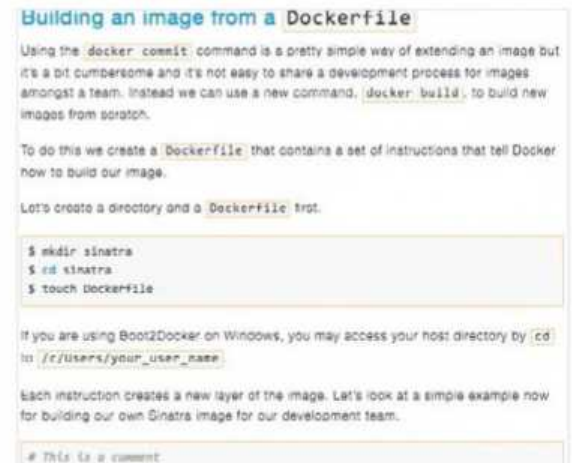 Building an image from a Dockerfile
Using the docker commit command is a pretty simple way of extending an image but
it's a bit cumbersome and it's not easy to share a development process for images
amongst a team. Instead we can use a new command, docker build, to build new
images from scratch.
To do this we create a Dockerfile that contains a set of instructions that tell Docker
how to build our image.
Let's create a directory and a Dockerfile first.
$ mkdir sinatra
$ cd sinatra
$ touch Dockerfile
If you are using Boot2Docker on Windows, you may access your host directory by cd
to /c/Users/your_user_name.
Each instruction creates a new layer of the image. Let's look at a simple example now
for building our own Sinatra image for our development team.
# This is a comment